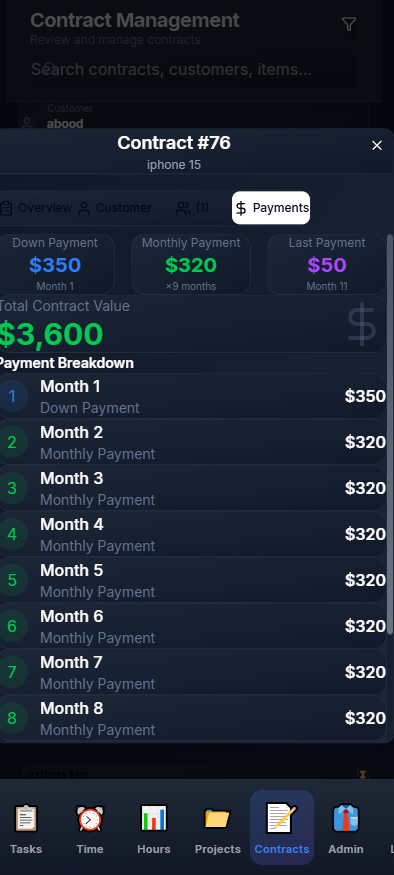 Contract Management
Review and manage contracts
Search contracts, customers, items...
Customer
abood
Contract #76
iphone 15
Overview Customer (1) Payments
Down Payment Monthly Payment Last Payment
$350 $320 $50
Month 1 ×9 months Month 11
Total Contract Value
$3,600
Payment Breakdown
1 Month 1 $350
Down Payment
2 Month 2 $320
Monthly Payment
3 Month 3 $320
Monthly Payment
4 Month 4 $320
Monthly Payment
5 Month 5 $320
Monthly Payment
6 Month 6 $320
Monthly Payment
7 Month 7 $320
Monthly Payment
8 Month 8 $320
Monthly Payment
Tasks Time Hours Projects Contracts Admin L